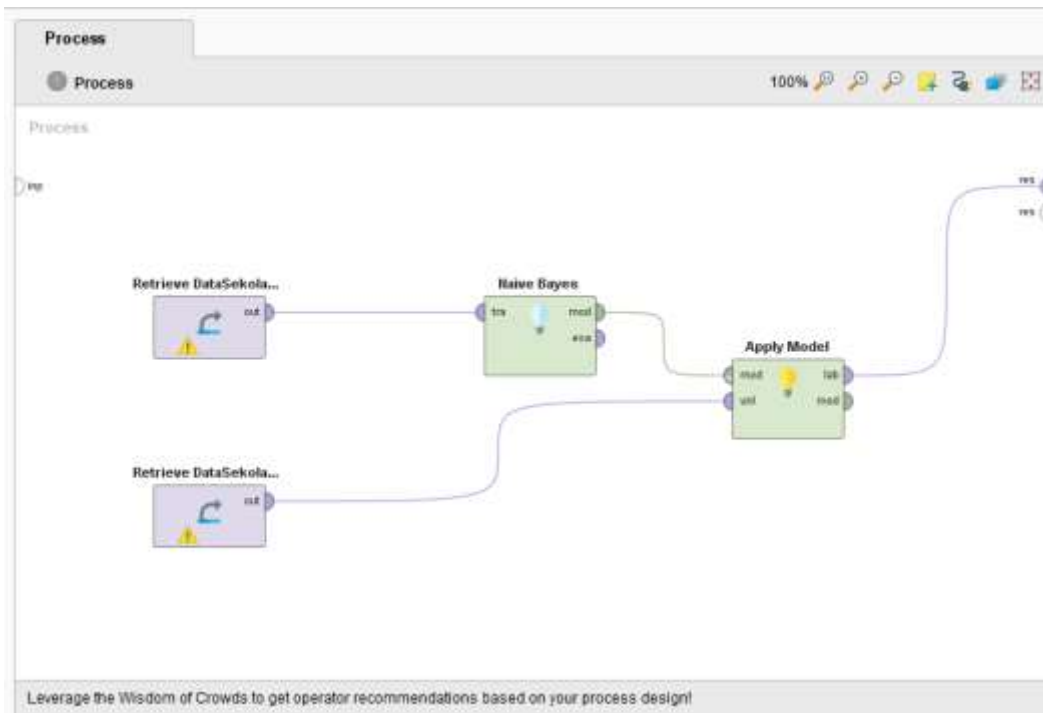 Process
Process
100%
Process
inp
res
res
Retrieve DataSekola...
out
Naive Bayes
tra
mod
exa
Apply Model
mod
lab
unl
mod
Retrieve DataSekola...
out
Leverage the Wisdom of Crowds to get operator recommendations based on your process design!